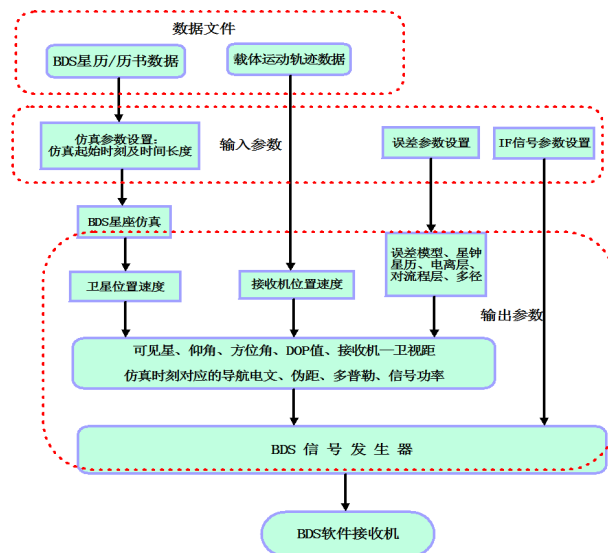 数据文件
BDS星历/历书数据
载体运动轨迹数据
仿真参数设置:
仿真起始时刻及时间长度
输入参数
误差参数设置
IF信号参数设置
BDS星座仿真
误差模型、星钟
星历、电离层、
对流程层、多径
卫星位置速度
接收机位置速度
输出参数
可见星、仰角、方位角、DOP值、接收机—卫视距
仿真时刻对应的导航电文、伪距、多普勒、信号功率
BDS 信 号 发 生 器
BDS软件接收机